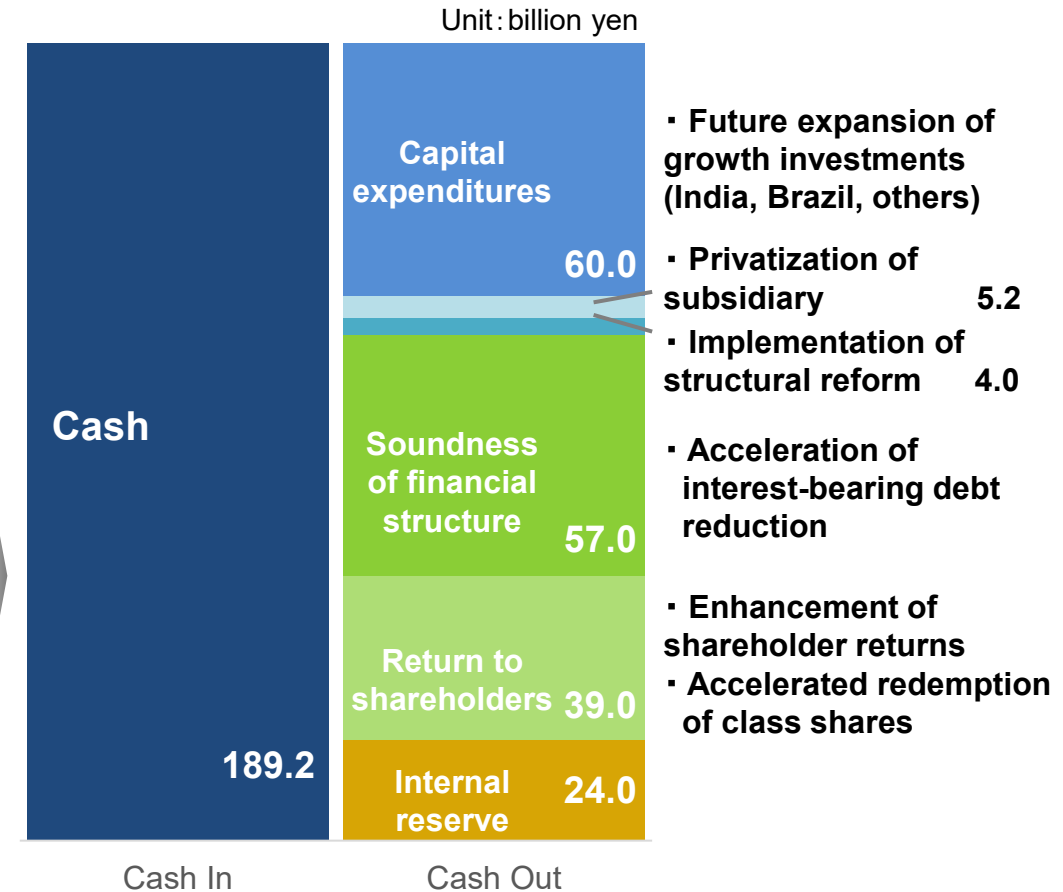 Unit：billion yen
Cash
189.2
Capital
expenditures
60.0
Soundness
of financial
structure
57.0
Return to
shareholders 39.0
Internal
reserve
24.0
・Future expansion of
growth investments
(India, Brazil, others)
・Privatization of
subsidiary 5.2
・Implementation of
structural reform 4.0
・Acceleration of
interest-bearing debt
reduction
・Enhancement of
shareholder returns
・Accelerated redemption
of class shares
Cash In
Cash Out